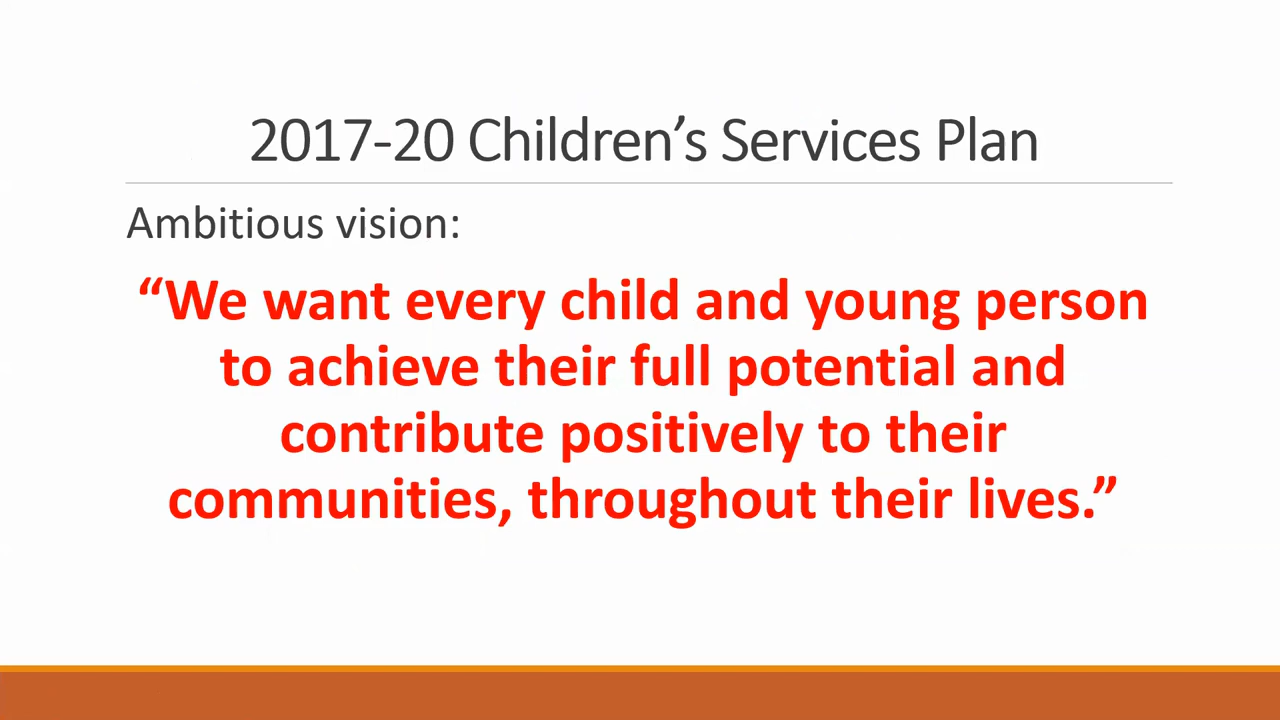 2017-20 Children’s Services Plan
Ambitious vision:
“We want every child and young person
to achieve their full potential and
contribute positively to their
communities, throughout their lives.”